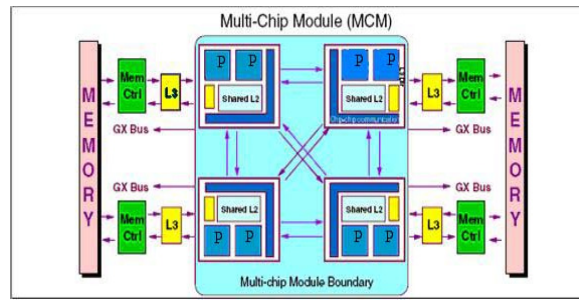 Multi-Chip Module (MCM)
MEMORY
Mem
Ctrl
L3
GX Bus
P P
Shared L2
P P
Shared L2
Chip-chip communication
L3
Mem
Ctrl
GX Bus
MEMORY
GX Bus
Mem
Ctrl
L3
Shared L2
P P
Shared L2
P P
GX Bus
L3
Mem
Ctrl
Multi-chip Module Boundary